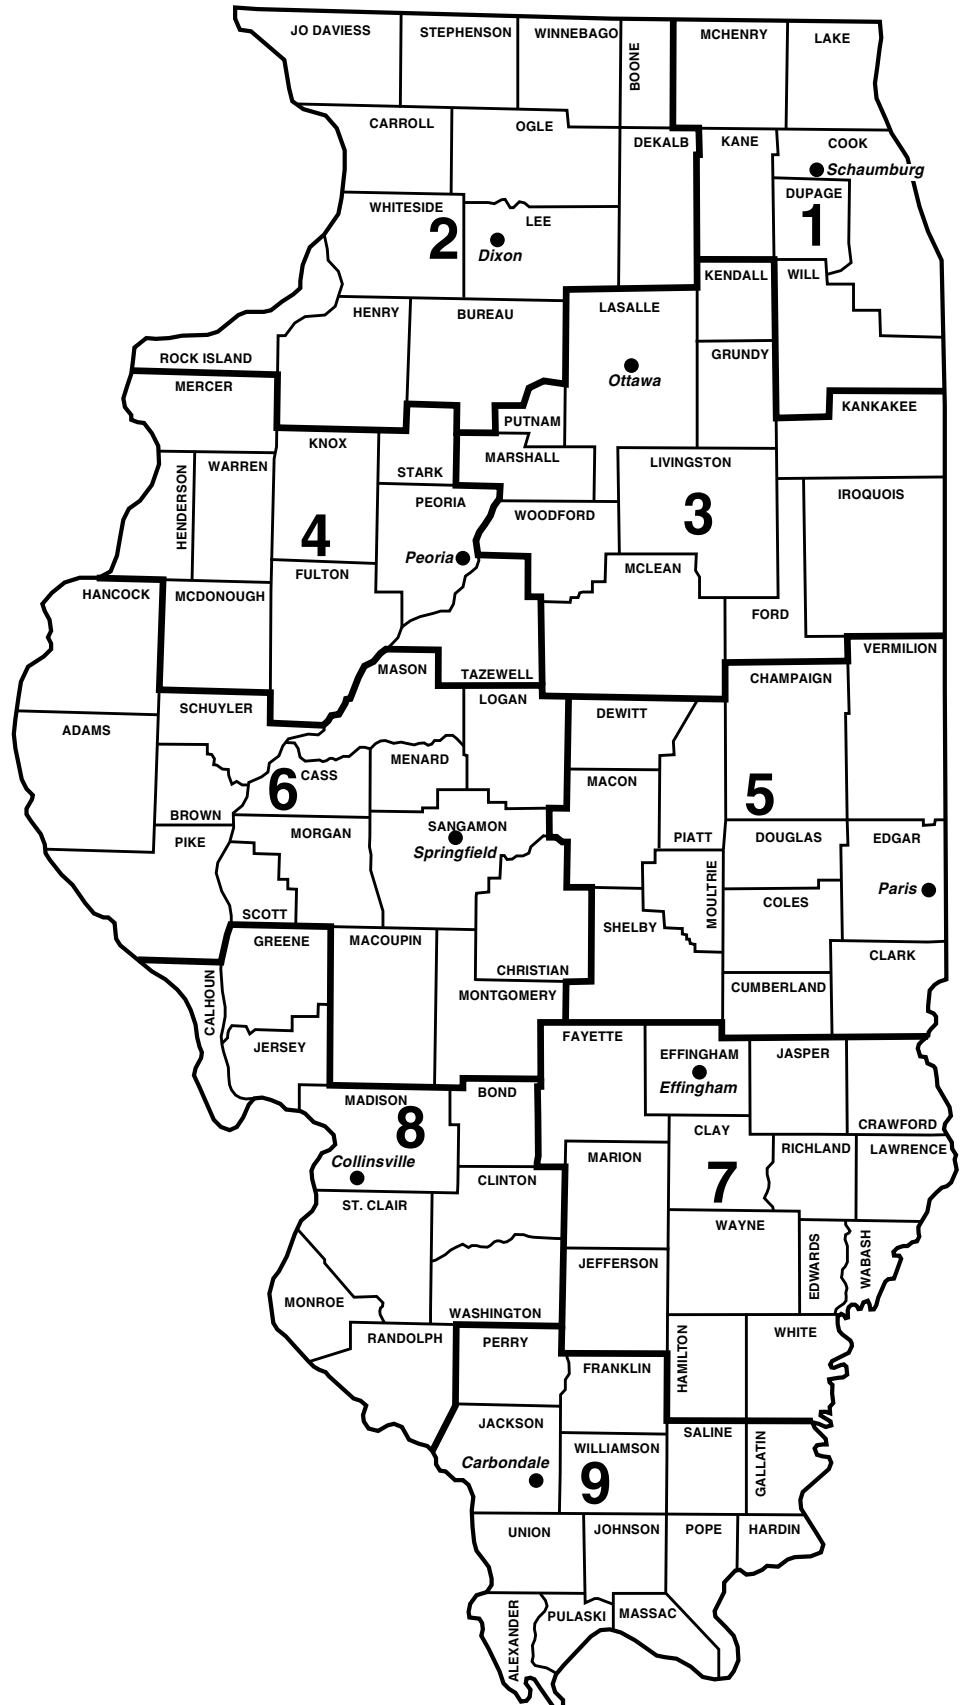 JO DAVIESS
STEPHENSON
WINNEBAGO
BOONE
MCHENRY
LAKE
CARROLL
OGLE
DEKALB
KANE
COOK
Schaumburg
DUPAGE
1
WHITESIDE
2
LEE
Dixon
KENDALL
WILL
HENRY
BUREAU
LASALLE
ROCK ISLAND
GRUNDY
Ottawa
MERCER
PUTNAM
KANKAKEE
KNOX
STARK
MARSHALL
LIVINGSTON
HENDERSON
WARREN
PEORIA
WOODFORD
3
IROQUOIS
4
Peoria
FULTON
MCLEAN
HANCOCK
MCDONOUGH
FORD
VERMILION
MASON
TAZEWELL
CHAMPAIGN
SCHUYLER
LOGAN
DEWITT
ADAMS
MENARD
6
CASS
MACON
5
BROWN
PIKE
MORGAN
SANGAMON
Springfield
PIATT
DOUGLAS
EDGAR
MOULTRIE
Paris
SCOTT
COLES
SHELBY
GREENE
MACOUPIN
CHRISTIAN
CLARK
CALHOUN
MONTGOMERY
CUMBERLAND
JERSEY
FAYETTE
EFFINGHAM
Effingham
JASPER
MADISON
8
BOND
CRAWFORD
Collinsville
CLAY
RICHLAND
LAWRENCE
MARION
7
CLINTON
ST. CLAIR
WAYNE
EDWARDS
WABASH
JEFFERSON
MONROE
WASHINGTON
RANDOLPH
PERRY
HAMILTON
WHITE
FRANKLIN
JACKSON
SALINE
GALLATIN
Carbondale
WILLIAMSON
9
UNION
JOHNSON
POPE
HARDIN
ALEXANDER
PULASKI
MASSAC